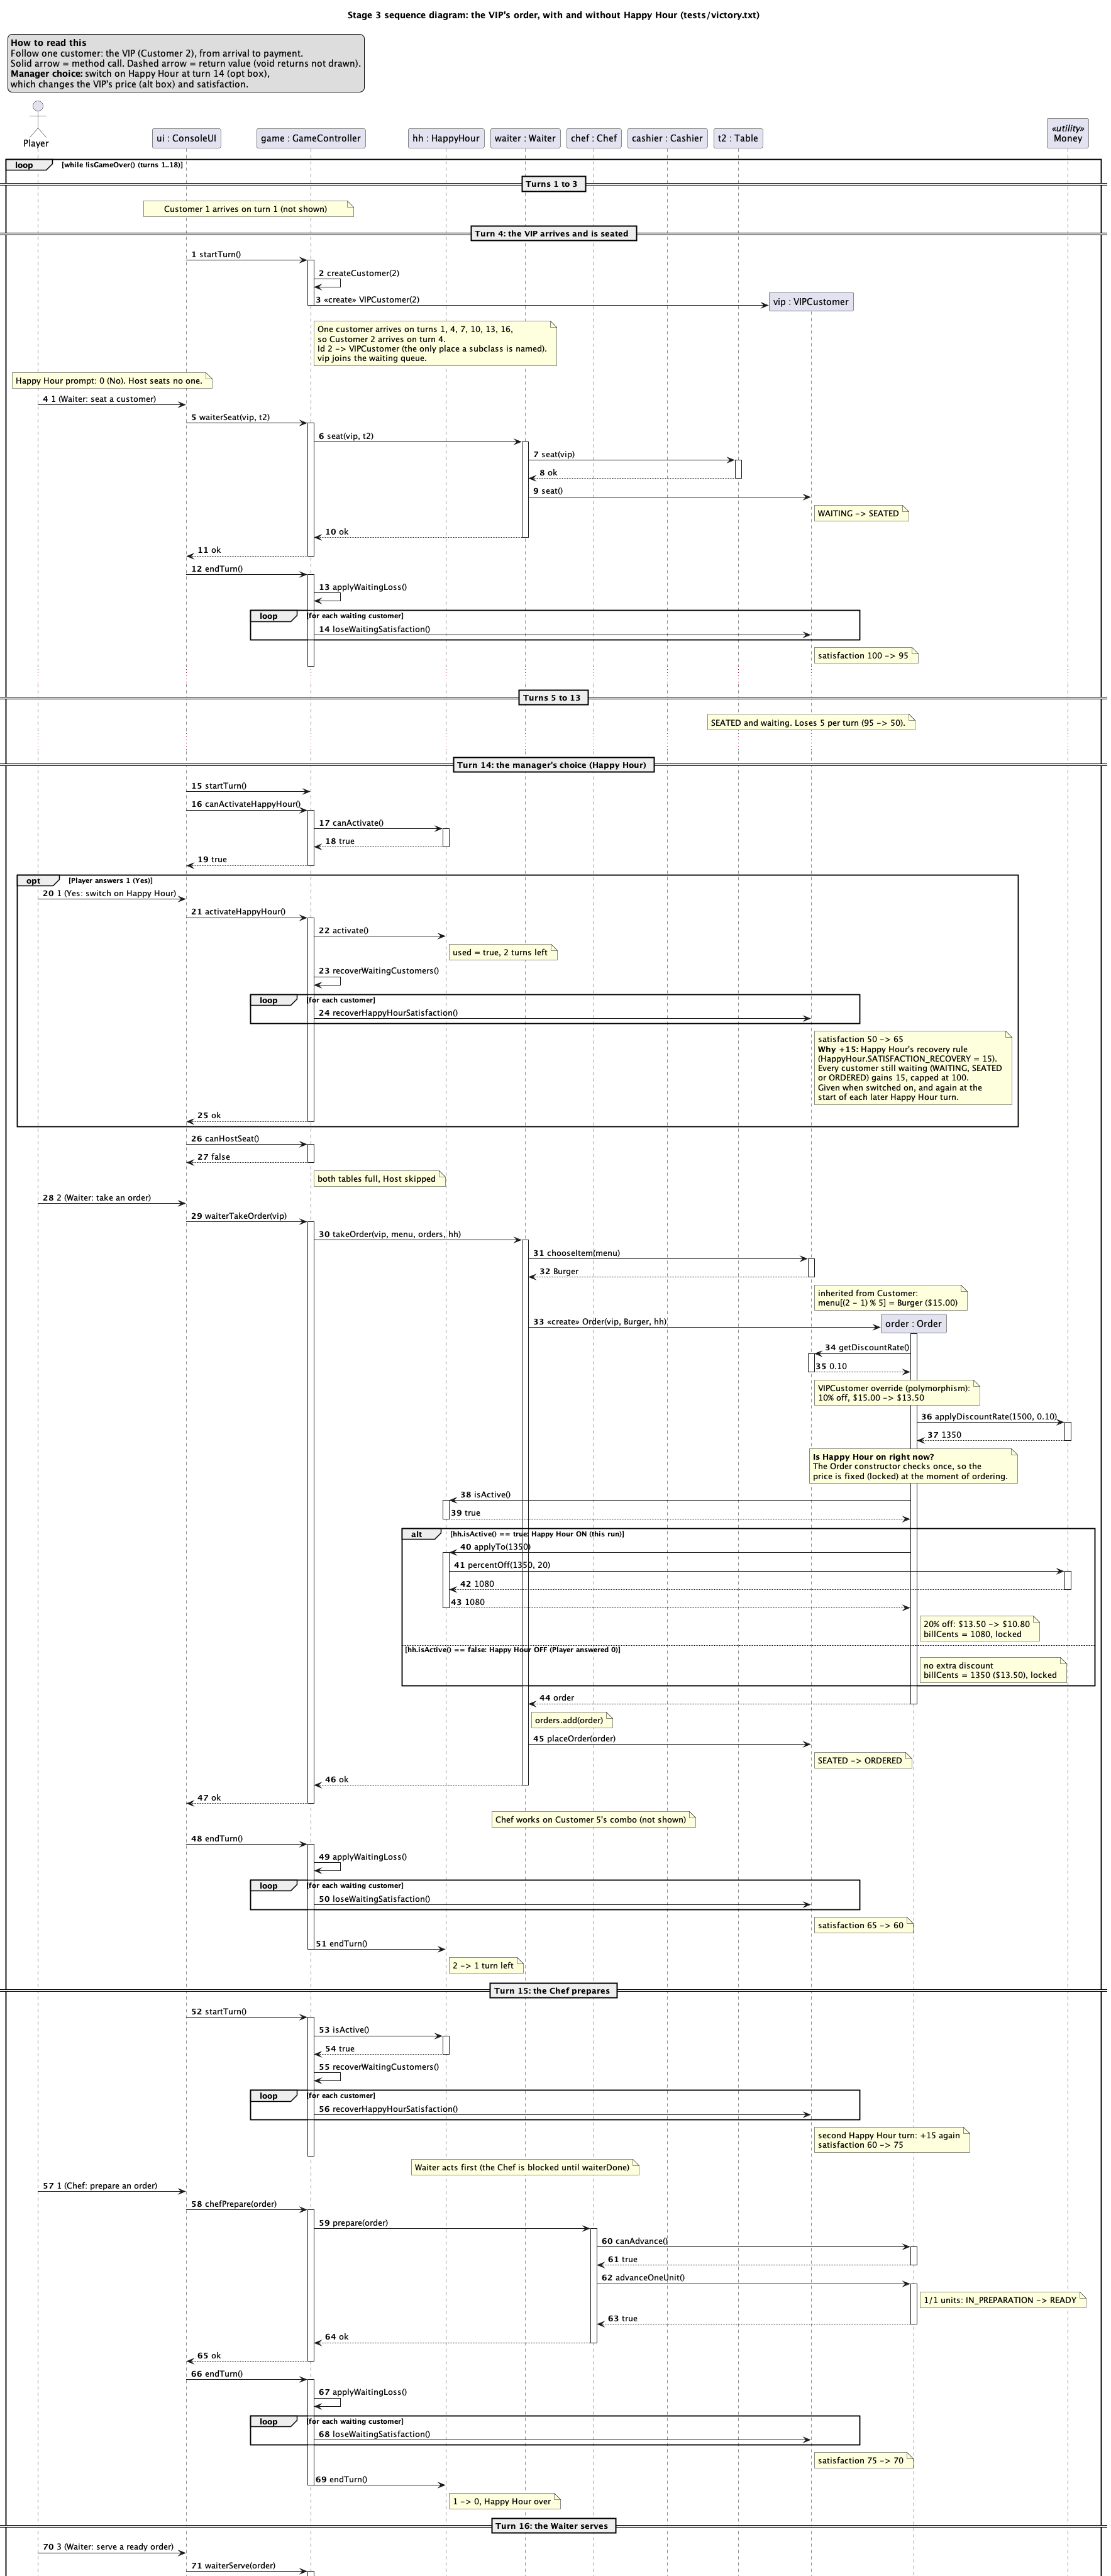 Stage 3 sequence diagram: the VIP's order, with and without Happy Hour (tests/victory.txt)
How to read this
Follow one customer: the VIP (Customer 2), from arrival to payment.
Solid arrow = method call. Dashed arrow = return value (void returns not drawn).
Manager choice: switch on Happy Hour at turn 14 (opt box),
which changes the VIP's price (alt box) and satisfaction.
Player
ui : ConsoleUI
game : GameController
hh : HappyHour
waiter : Waiter
chef : Chef
cashier : Cashier
t2 : Table
«utility»
Money
loop [while !isGameOver() (turns 1..18)]
Turns 1 to 3
Customer 1 arrives on turn 1 (not shown)
Turn 4: the VIP arrives and is seated
1 startTurn()
2 createCustomer(2)
3 «create» VIPCustomer(2)
vip : VIPCustomer
One customer arrives on turns 1, 4, 7, 10, 13, 16,
so Customer 2 arrives on turn 4.
Id 2 -> VIPCustomer (the only place a subclass is named).
vip joins the waiting queue.
Happy Hour prompt: 0 (No). Host seats no one.
4 1 (Waiter: seat a customer)
5 waiterSeat(vip, t2)
6 seat(vip, t2)
7 seat(vip)
8 ok
9 seat()
WAITING -> SEATED
10 ok
11 ok
12 endTurn()
13 applyWaitingLoss()
loop [for each waiting customer]
14 loseWaitingSatisfaction()
satisfaction 100 -> 95
Turns 5 to 13
SEATED and waiting. Loses 5 per turn (95 -> 50).
Turn 14: the manager's choice (Happy Hour)
15 startTurn()
16 canActivateHappyHour()
17 canActivate()
18 true
19 true
opt [Player answers 1 (Yes)]
20 1 (Yes: switch on Happy Hour)
21 activateHappyHour()
22 activate()
used = true, 2 turns left
23 recoverWaitingCustomers()
loop [for each customer]
24 recoverHappyHourSatisfaction()
satisfaction 50 -> 65
Why +15: Happy Hour's recovery rule
(HappyHour.SATISFACTION_RECOVERY = 15).
Every customer still waiting (WAITING, SEATED
or ORDERED) gains 15, capped at 100.
Given when switched on, and again at the
start of each later Happy Hour turn.
25 ok
26 canHostSeat()
27 false
both tables full, Host skipped
28 2 (Waiter: take an order)
29 waiterTakeOrder(vip)
30 takeOrder(vip, menu, orders, hh)
31 chooseItem(menu)
32 Burger
inherited from Customer:
menu[(2 - 1) % 5] = Burger ($15.00)
33 «create» Order(vip, Burger, hh)
order : Order
34 getDiscountRate()
35 0.10
VIPCustomer override (polymorphism):
10% off, $15.00 -> $13.50
36 applyDiscountRate(1500, 0.10)
37 1350
Is Happy Hour on right now?
The Order constructor checks once, so the
price is fixed (locked) at the moment of ordering.
38 isActive()
39 true
alt [hh.isActive() == true: Happy Hour ON (this run)]
40 applyTo(1350)
41 percentOff(1350, 20)
42 1080
43 1080
20% off: $13.50 -> $10.80
billCents = 1080, locked
[hh.isActive() == false: Happy Hour OFF (Player answered 0)]
no extra discount
billCents = 1350 ($13.50), locked
44 order
orders.add(order)
45 placeOrder(order)
SEATED -> ORDERED
46 ok
47 ok
Chef works on Customer 5's combo (not shown)
48 endTurn()
49 applyWaitingLoss()
loop [for each waiting customer]
50 loseWaitingSatisfaction()
satisfaction 65 -> 60
51 endTurn()
2 -> 1 turn left
Turn 15: the Chef prepares
52 startTurn()
53 isActive()
54 true
55 recoverWaitingCustomers()
loop [for each customer]
56 recoverHappyHourSatisfaction()
second Happy Hour turn: +15 again
satisfaction 60 -> 75
Waiter acts first (the Chef is blocked until waiterDone)
57 1 (Chef: prepare an order)
58 chefPrepare(order)
59 prepare(order)
60 canAdvance()
61 true
62 advanceOneUnit()
1/1 units: IN_PREPARATION -> READY
63 true
64 ok
65 ok
66 endTurn()
67 applyWaitingLoss()
loop [for each waiting customer]
68 loseWaitingSatisfaction()
satisfaction 75 -> 70
69 endTurn()
1 -> 0, Happy Hour over
Turn 16: the Waiter serves
70 3 (Waiter: serve a ready order)
71 waiterServe(order)